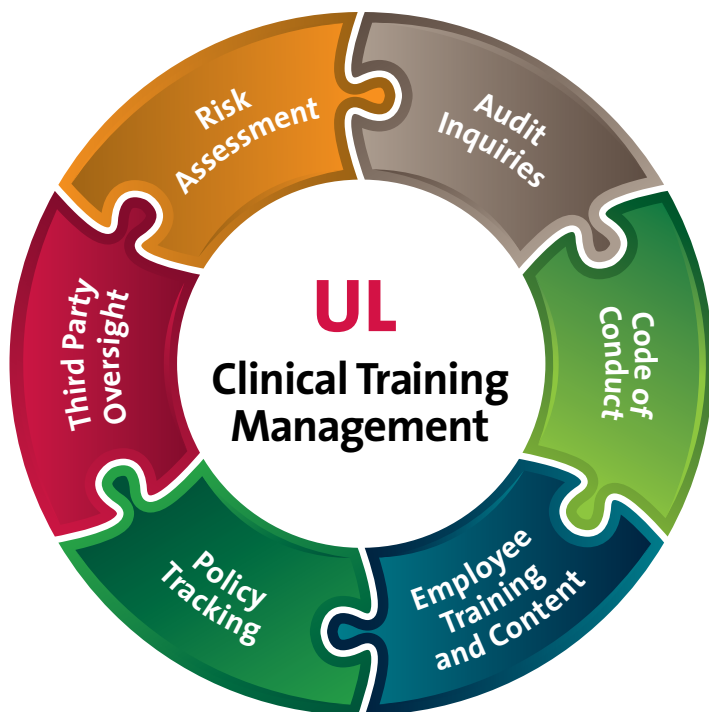 Risk
Assessment
Audit
Inquiries
Third Party
Oversight
UL
Clinical Training
Management
Code of
Conduct
Policy
Tracking
Employee
Training
and Content